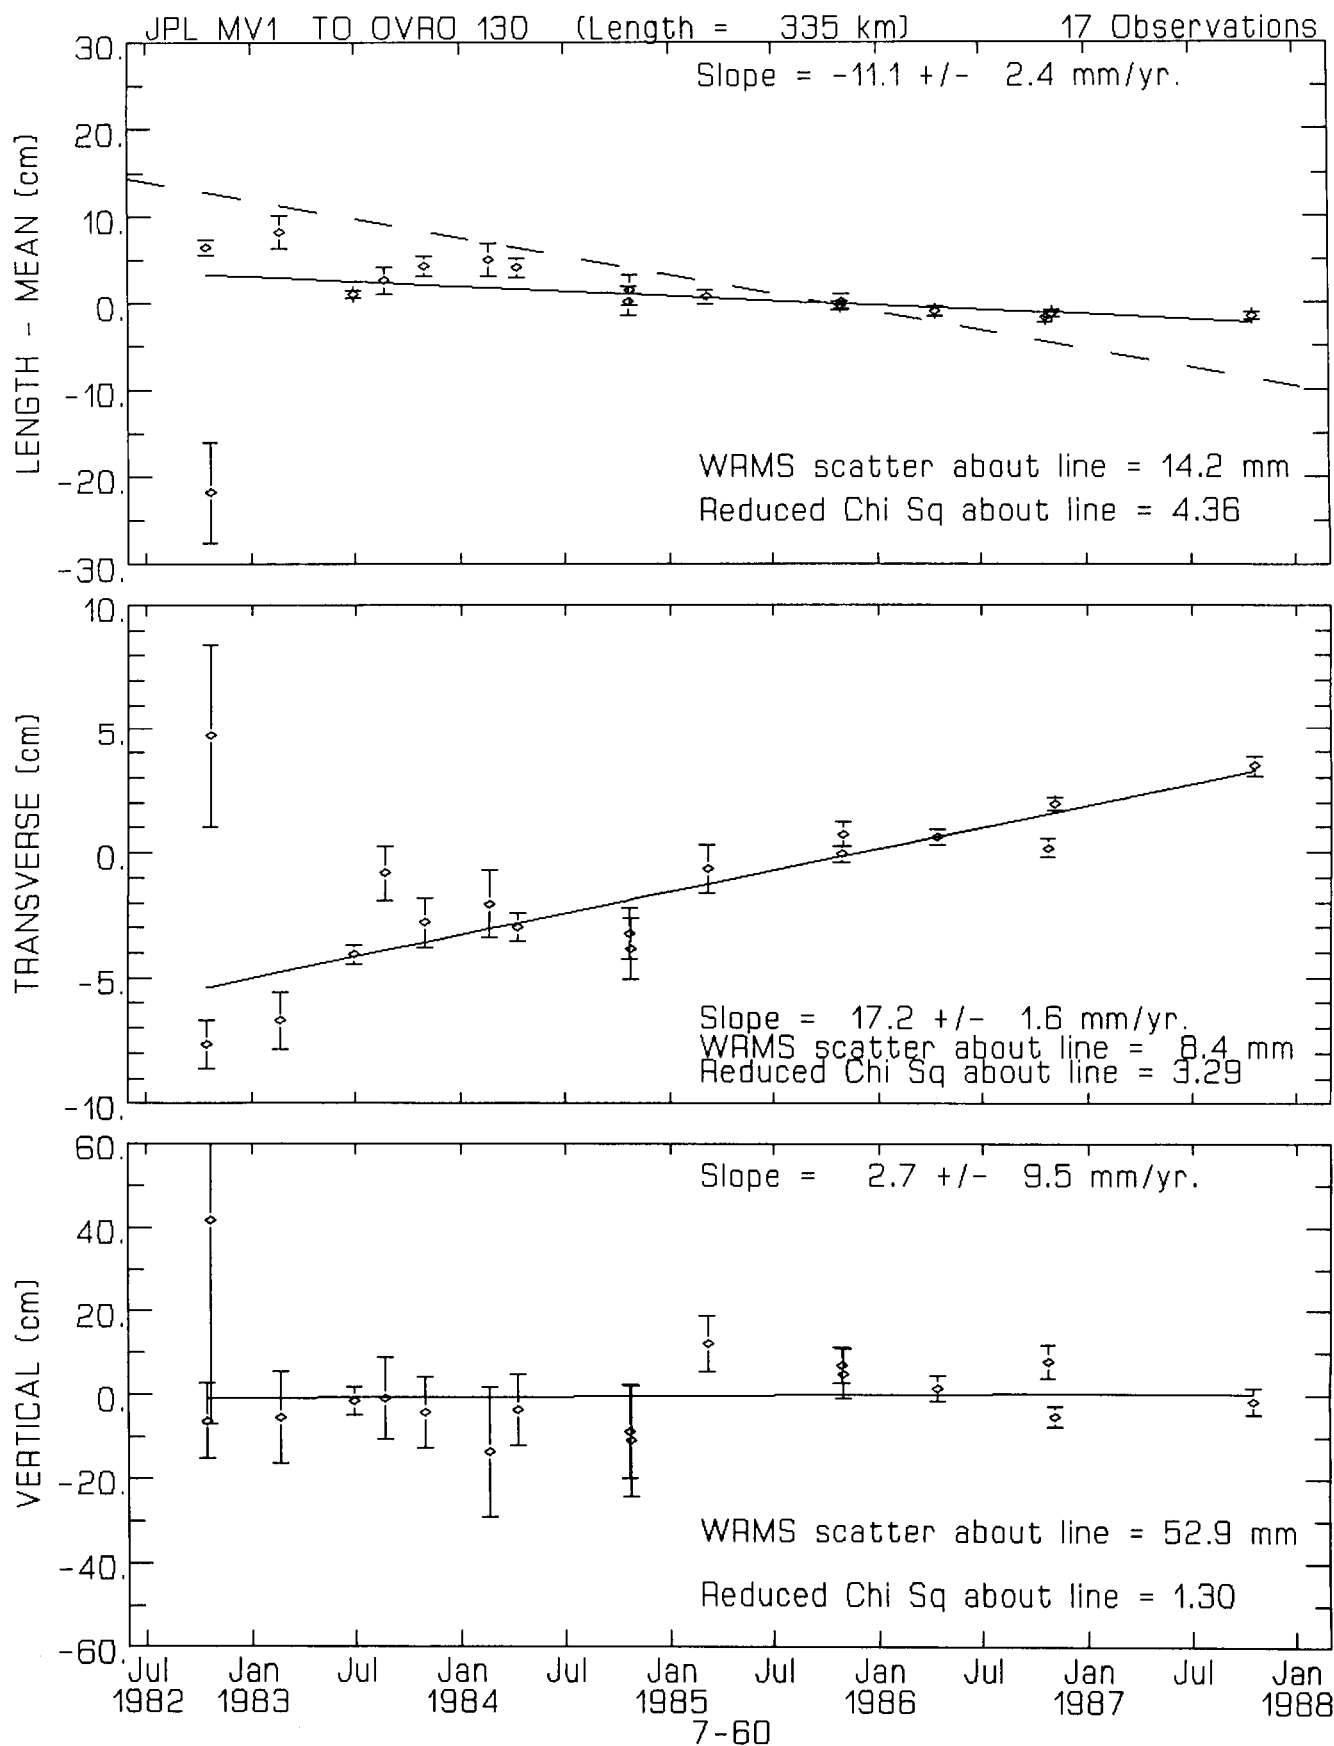 JPL MV1 TO OVRO 130 (Length = 335 km) 17 Observations
Slope = -11.1 +/- 2.4 mm/yr.
30.
20.
10.
0.
-10.
-20.
-30.
LENGTH - MEAN (cm)
WRMS scatter about line = 14.2 mm
Reduced Chi Sq about line = 4.36
10.
5.
0.
-5.
-10.
TRANSVERSE (cm)
Slope = 17.2 +/- 1.6 mm/yr.
WRMS scatter about line = 8.4 mm
Reduced Chi Sq about line = 3.29
60.
40.
20.
0.
-20.
-40.
-60.
VERTICAL (cm)
Slope = 2.7 +/- 9.5 mm/yr.
WRMS scatter about line = 52.9 mm
Reduced Chi Sq about line = 1.30
Jul Jan Jul Jan Jul Jan Jul Jan Jul Jan Jul Jan
1982 1983 1984 1985 1986 1987 1988
7-60